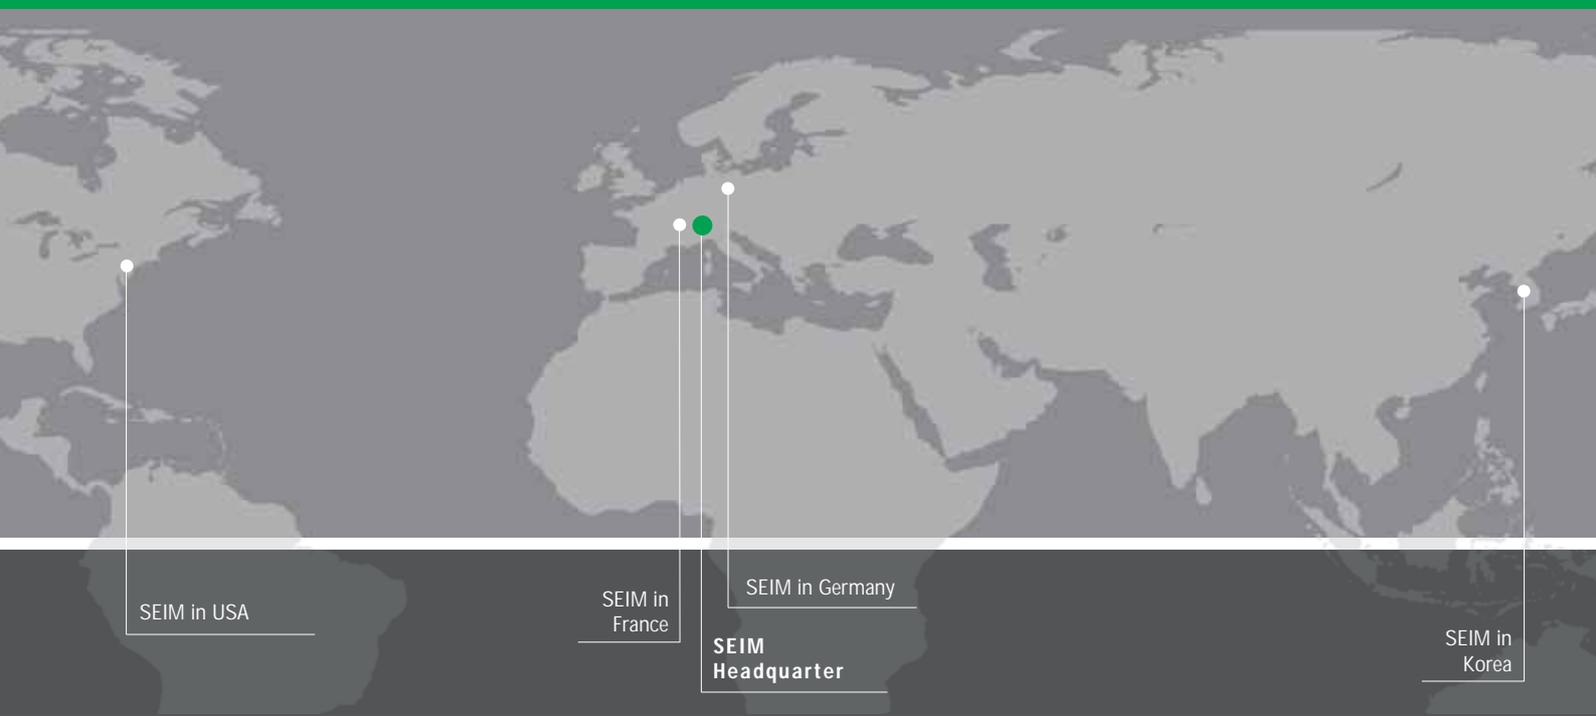 SEIM in USA
SEIM in
France
SEIM in Germany
SEIM
Headquarter
SEIM in
Korea